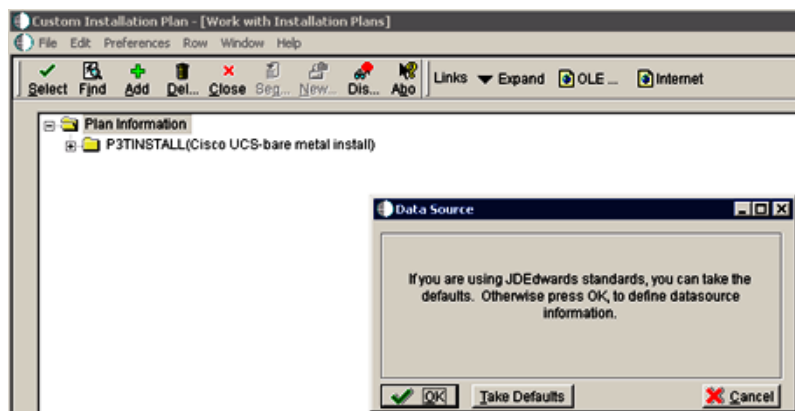 Custom Installation Plan - [Work with Installation Plans]
File Edit Preferences Row Window Help
Select Find Add Del... Close Seq... New... Dis... Abo Links Expand OLE ... Internet
Plan Information
P3TINSTALL(Cisco UCS-bare metal install)
Data Source
If you are using JDEdwards standards, you can take the
defaults. Otherwise press OK, to define datasource
information.
OK Take Defaults Cancel